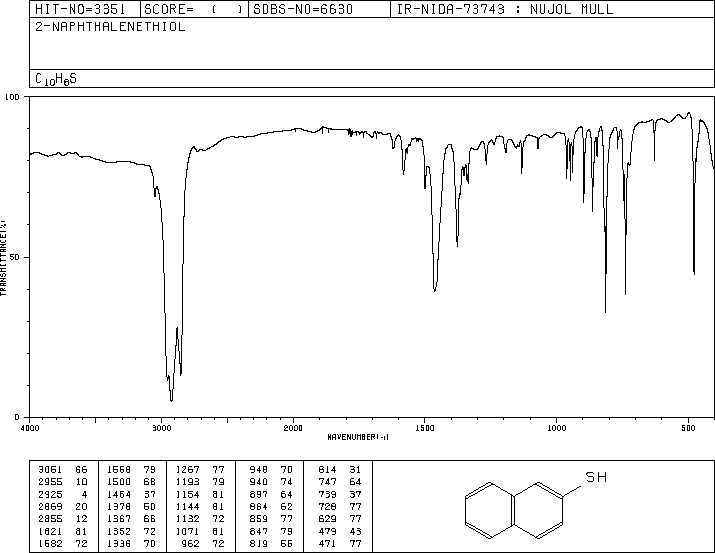 HIT-NO=3351 SCORE= ( ) SDBS-NO=6630 IR-NIDA-73743 : NUJOL MULL
2-NAPHTHALENETHIOL
C10H8S
100
50
0
TRANSMITTANCE(%)
4000 3000 2000 1500 1000 500
WAVENUMBER(-1)
3051 66 1568 79 1267 77 948 70 814 31
2955 10 1500 68 1193 79 940 74 747 64
2925 4 1464 37 1154 81 897 64 739 37
2869 20 1378 60 1144 81 864 62 728 77
2855 12 1367 66 1132 72 859 77 629 77
1621 81 1352 72 1071 81 847 79 479 43
1582 72 1336 70 962 72 819 66 471 77
SH